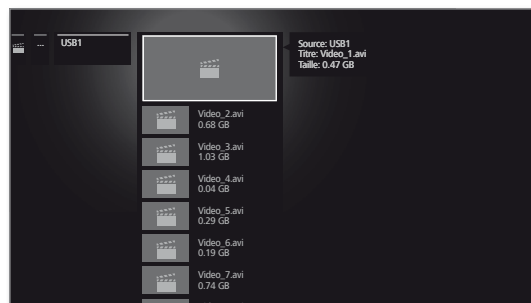 ...
USB1
Source: USB1
Titre: Video_1.avi
Taille: 0.47 GB
Video_2.avi
0.68 GB
Video_3.avi
1.03 GB
Video_4.avi
0.04 GB
Video_5.avi
0.29 GB
Video_6.avi
0.19 GB
Video_7.avi
0.74 GB